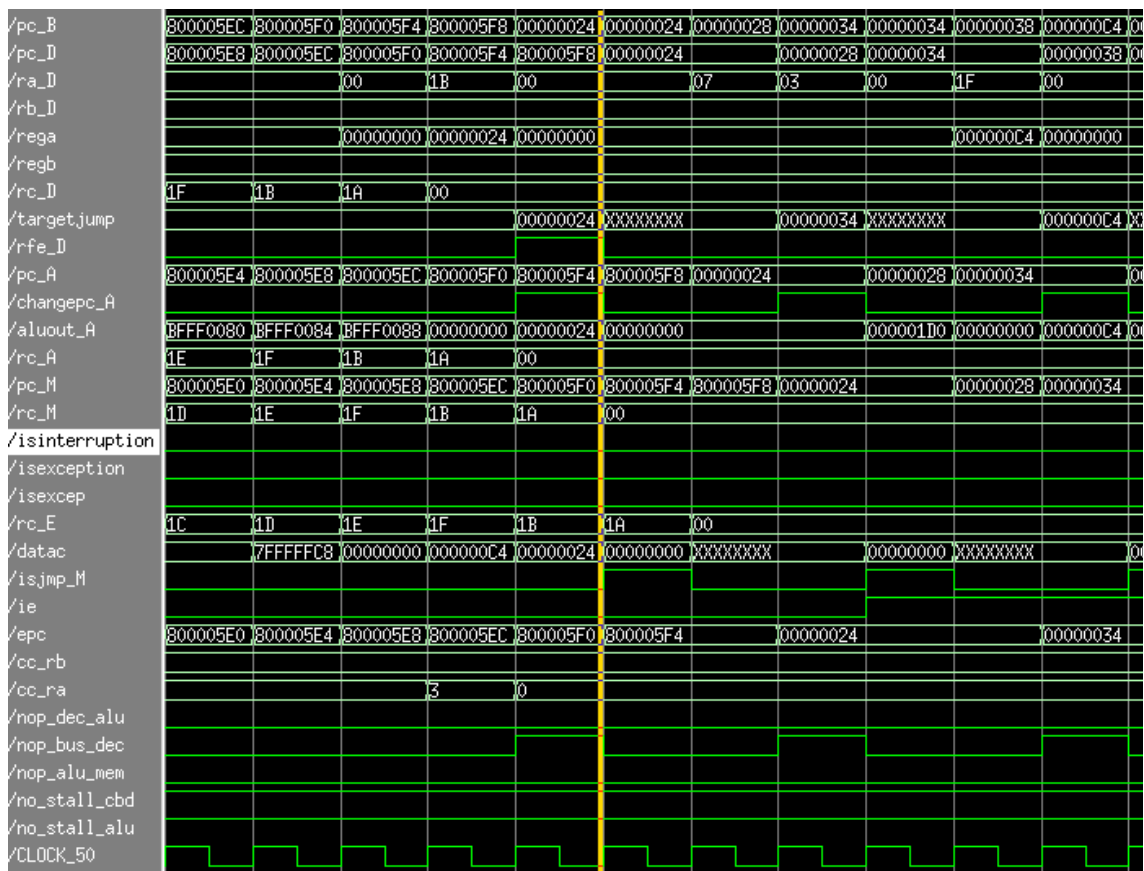 /pc_B 800005EC 800005F0 800005F4 800005F8 00000024 00000024 00000028 00000034 00000034 00000038 000000C4
/pc_D 800005E8 800005EC 800005F0 800005F4 800005F8 00000024 00000028 00000034 00000038
/ra_D 00 1B 00 07 03 00 1F 00
/rb_D
/rega 00000000 00000024 00000000 000000C4 00000000
/regb
/rc_D 1F 1B 1A 00
/targetjump 00000024 XXXXXXXX 00000034 XXXXXXXX 000000C4
/rfe_D
/pc_A 800005E4 800005E8 800005EC 800005F0 800005F4 800005F8 00000024 00000028 00000034
/changepc_A
/aluout_A BFFF0080 BFFF0084 BFFF0088 00000000 00000024 00000000 000001D0 00000000 000000C4
/rc_A 1E 1F 1B 1A 00
/pc_M 800005E0 800005E4 800005E8 800005EC 800005F0 800005F4 800005F8 00000024 00000028 00000034
/rc_M 1D 1E 1F 1B 1A 00
/isinterruption
/isexception
/isexcep
/rc_E 1C 1D 1E 1F 1B 1A 00
/datac 7FFFFFC8 00000000 000000C4 00000024 00000000 XXXXXXXX 00000000 XXXXXXXX
/isjmp_M
/ie
/epc 800005E0 800005E4 800005E8 800005EC 800005F0 800005F4 00000024 00000034
/cc_rb
/cc_ra 3 0
/nop_dec_alu
/nop_bus_dec
/nop_alu_mem
/no_stall_cbd
/no_stall_alu
/CLOCK_50